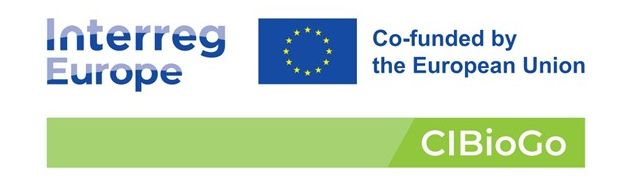 Interreg
Europe
Co-funded by
the European Union
CIBioGo